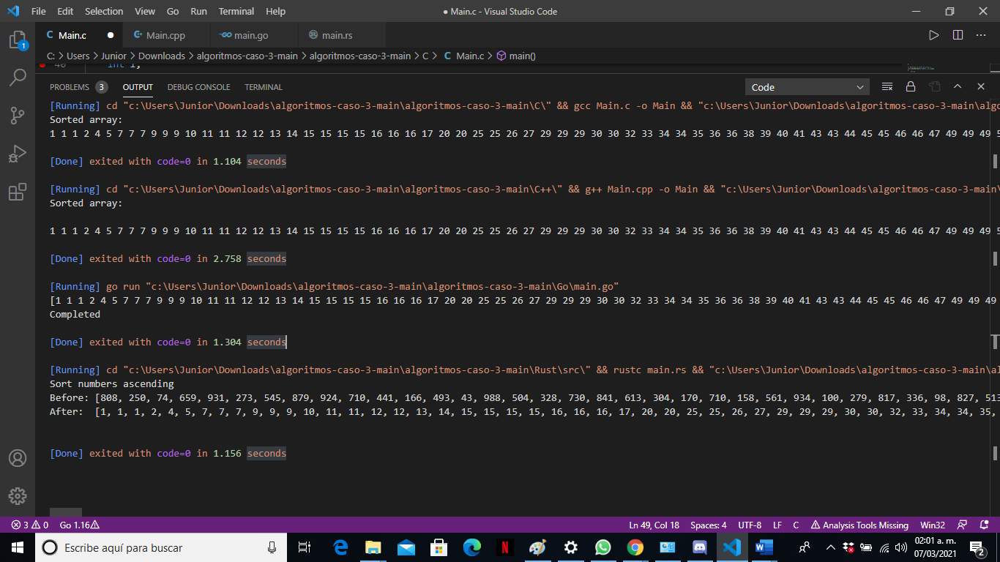 File Edit Selection View Go Run Terminal Help
● Main.c - Visual Studio Code
Main.c Main.cpp main.go main.rs
C: > Users > Junior > Downloads > algoritmos-caso-3-main > algoritmos-caso-3-main > C > C Main.c > main()
40 int i;
PROBLEMS 3 OUTPUT DEBUG CONSOLE TERMINAL
Code
[Running] cd "c:\Users\Junior\Downloads\algoritmos-caso-3-main\algoritmos-caso-3-main\C\" && gcc Main.c -o Main && "c:\Users\Junior\Downloads\algoritmos-caso-3-main\algo
Sorted array:
1 1 1 2 4 5 7 7 7 9 9 9 10 11 11 12 12 13 14 15 15 15 15 16 16 16 17 20 20 25 25 26 27 29 29 29 30 30 32 33 34 34 35 36 36 38 39 40 41 43 43 44 45 45 46 46 47 49 49 49 5
[Done] exited with code=0 in 1.104 seconds
[Running] cd "c:\Users\Junior\Downloads\algoritmos-caso-3-main\algoritmos-caso-3-main\C++\" && g++ Main.cpp -o Main && "c:\Users\Junior\Downloads\algoritmos-caso-3-main\
Sorted array:
1 1 1 2 4 5 7 7 7 9 9 9 10 11 11 12 12 13 14 15 15 15 15 16 16 16 17 20 20 25 25 26 27 29 29 29 30 30 32 33 34 34 35 36 36 38 39 40 41 43 43 44 45 45 46 46 47 49 49 49 5
[Done] exited with code=0 in 2.758 seconds
[Running] go run "c:\Users\Junior\Downloads\algoritmos-caso-3-main\algoritmos-caso-3-main\Go\main.go"
[1 1 1 2 4 5 7 7 7 9 9 9 10 11 11 12 12 13 14 15 15 15 15 16 16 16 17 20 20 25 25 26 27 29 29 29 30 30 32 33 34 34 35 36 36 38 39 40 41 43 43 44 45 45 46 46 47 49 49 49
Completed
[Done] exited with code=0 in 1.304 seconds
[Running] cd "c:\Users\Junior\Downloads\algoritmos-caso-3-main\algoritmos-caso-3-main\Rust\src\" && rustc main.rs && "c:\Users\Junior\Downloads\algoritmos-caso-3-main\al
Sort numbers ascending
Before: [808, 250, 74, 659, 931, 273, 545, 879, 924, 710, 441, 166, 493, 43, 988, 504, 328, 730, 841, 613, 304, 170, 710, 158, 561, 934, 100, 279, 817, 336, 98, 827, 513
After: [1, 1, 1, 2, 4, 5, 7, 7, 7, 9, 9, 9, 10, 11, 11, 12, 12, 13, 14, 15, 15, 15, 15, 16, 16, 16, 17, 20, 20, 25, 25, 26, 27, 29, 29, 29, 30, 30, 32, 33, 34, 34, 35,
[Done] exited with code=0 in 1.156 seconds
3 0 Go 1.16 Ln 49, Col 18 Spaces: 4 UTF-8 LF C Analysis Tools Missing Win32
Escribe aquí para buscar
02:01 a. m.
07/03/2021
2